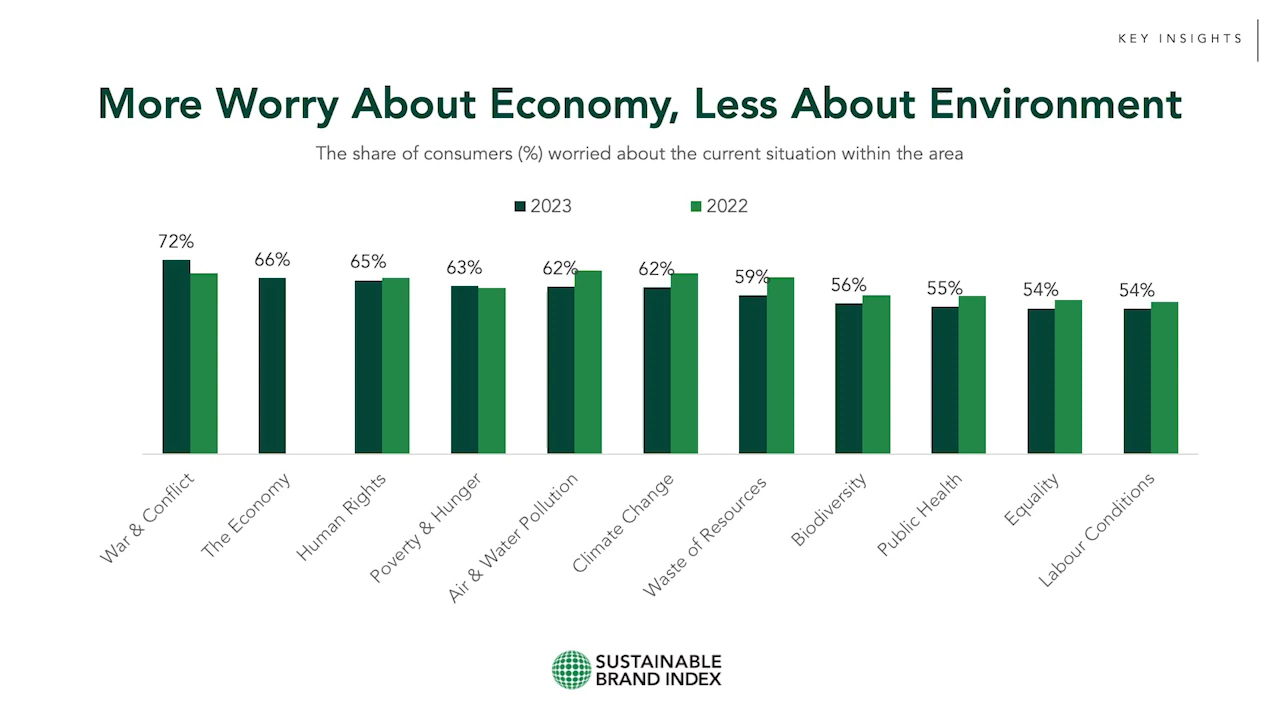 KEY INSIGHTS
More Worry About Economy, Less About Environment
The share of consumers (%) worried about the current situation within the area
2023
2022
72%
66%
65%
63%
62%
62%
59%
56%
55%
54%
54%
War & Conflict
The Economy
Human Rights
Poverty & Hunger
Air & Water Pollution
Climate Change
Waste of Resources
Biodiversity
Public Health
Equality
Labour Conditions
SUSTAINABLE
BRAND INDEX